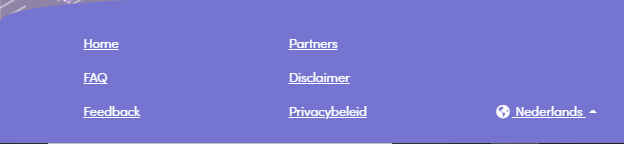 Home
Partners
FAQ
Disclaimer
Feedback
Privacybeleid
Nederlands